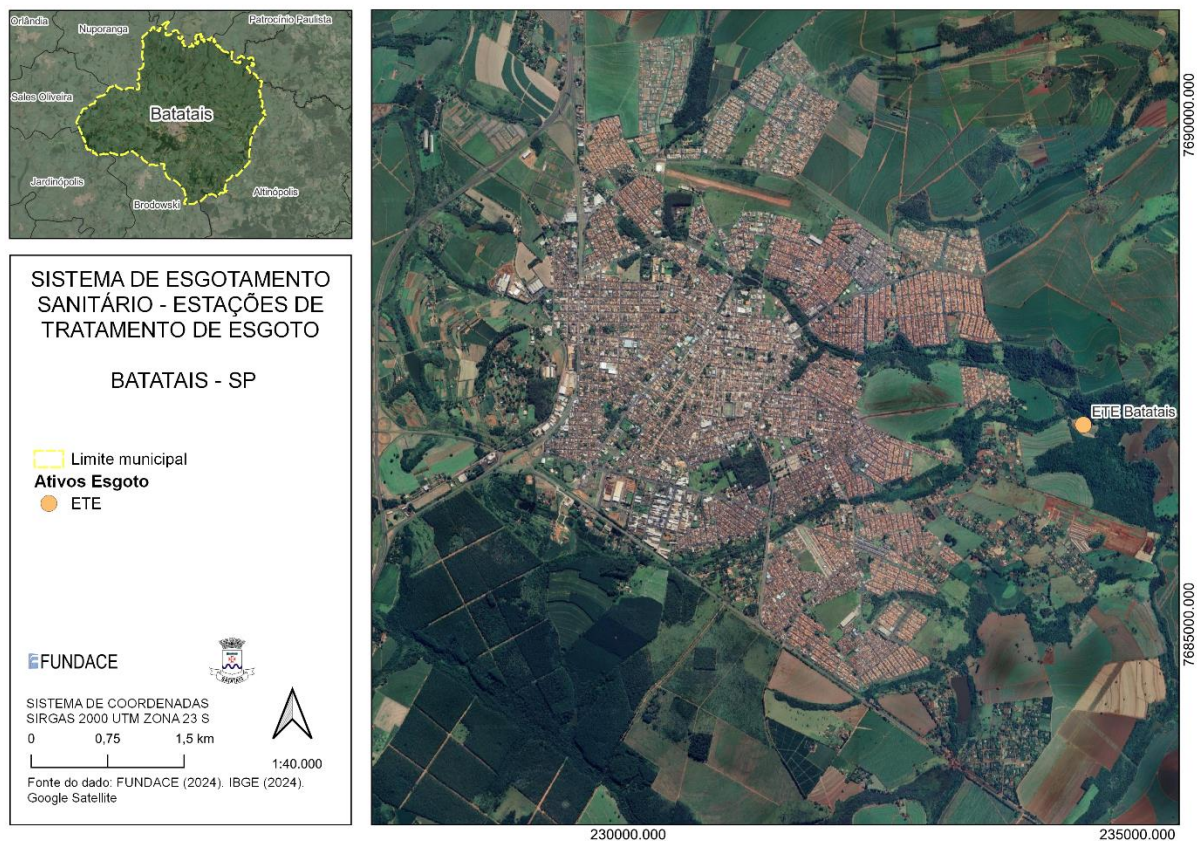 Orlândia
Nuporanga
Patrocínio Paulista
Sales Oliveira
Batatais
Jardinópolis
Altinópolis
Brodowski
SISTEMA DE ESGOTAMENTO
SANITÁRIO - ESTAÇÕES DE
TRATAMENTO DE ESGOTO
BATATAIS - SP
Limite municipal
Ativos Esgoto
ETE
FUNDACE
BATATAIS
SISTEMA DE COORDENADAS
SIRGAS 2000 UTM ZONA 23 S
0 0,75 1,5 km
1:40.000
Fonte do dado: FUNDACE (2024). IBGE (2024).
Google Satellite
ETE Batatais
7690000.000
7685000.000
230000.000
235000.000